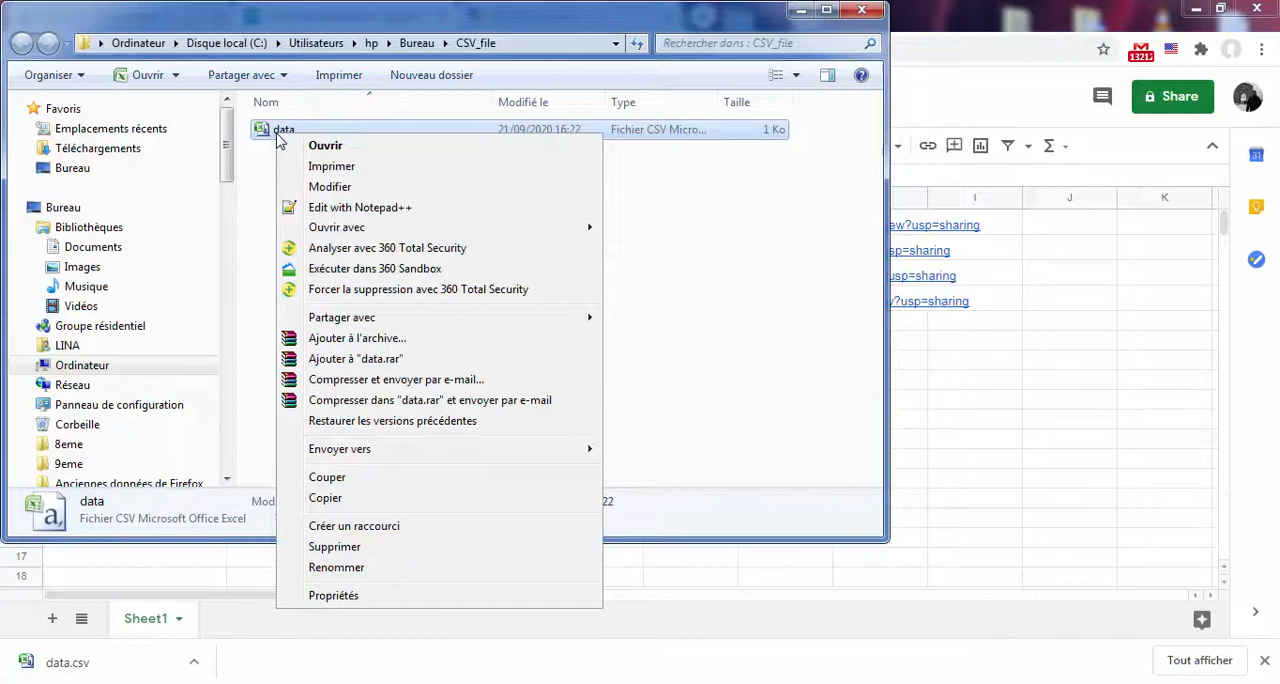 Ordinateur Disque local (C:) Utilisateurs hp Bureau CSV_file
Rechercher dans : CSV_file
Organiser Ouvrir Partager avec Imprimer Nouveau dossier
Share
Favoris
Emplacements récents
Téléchargements
Bureau
Bureau
Bibliothèques
Documents
Images
Musique
Vidéos
Groupe résidentiel
LINA
Ordinateur
Réseau
Panneau de configuration
Corbeille
8eme
9eme
Anciennes données de Firefox
Nom Modifié le Type Taille
data 21/09/2020 16:22 Fichier CSV Micro... 1 Ko
Ouvrir
Imprimer
Modifier
Edit with Notepad++
Ouvrir avec
Analyser avec 360 Total Security
Exécuter dans 360 Sandbox
Forcer la suppression avec 360 Total Security
Partager avec
Ajouter à l'archive...
Ajouter à "data.rar"
Compresser et envoyer par e-mail...
Compresser dans "data.rar" et envoyer par e-mail
Restaurer les versions précédentes
Envoyer vers
Couper
Copier
Créer un raccourci
Supprimer
Renommer
Propriétés
data Mod 22
Fichier CSV Microsoft Office Excel
I J K
ew?usp=sharing
?usp=sharing
?usp=sharing
y?usp=sharing
17
18
Sheet1
data.csv
Tout afficher
31